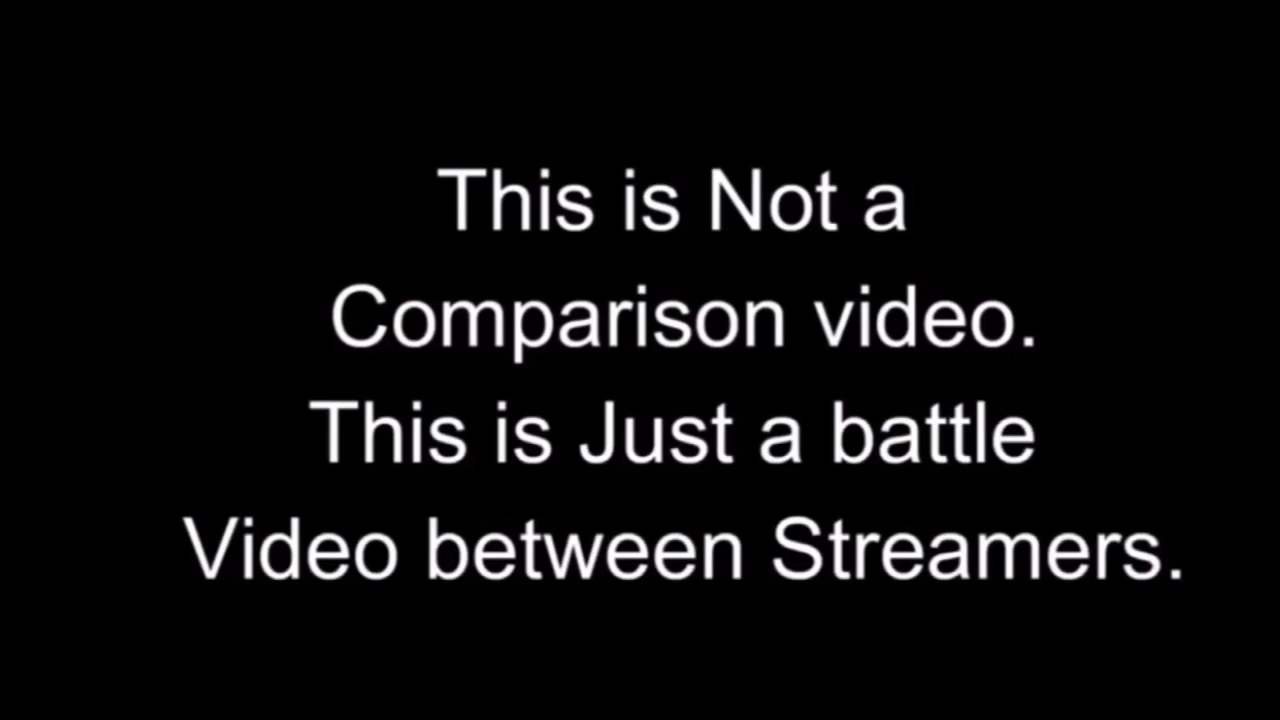 This is Not a
Comparison video.
This is Just a battle
Video between Streamers.